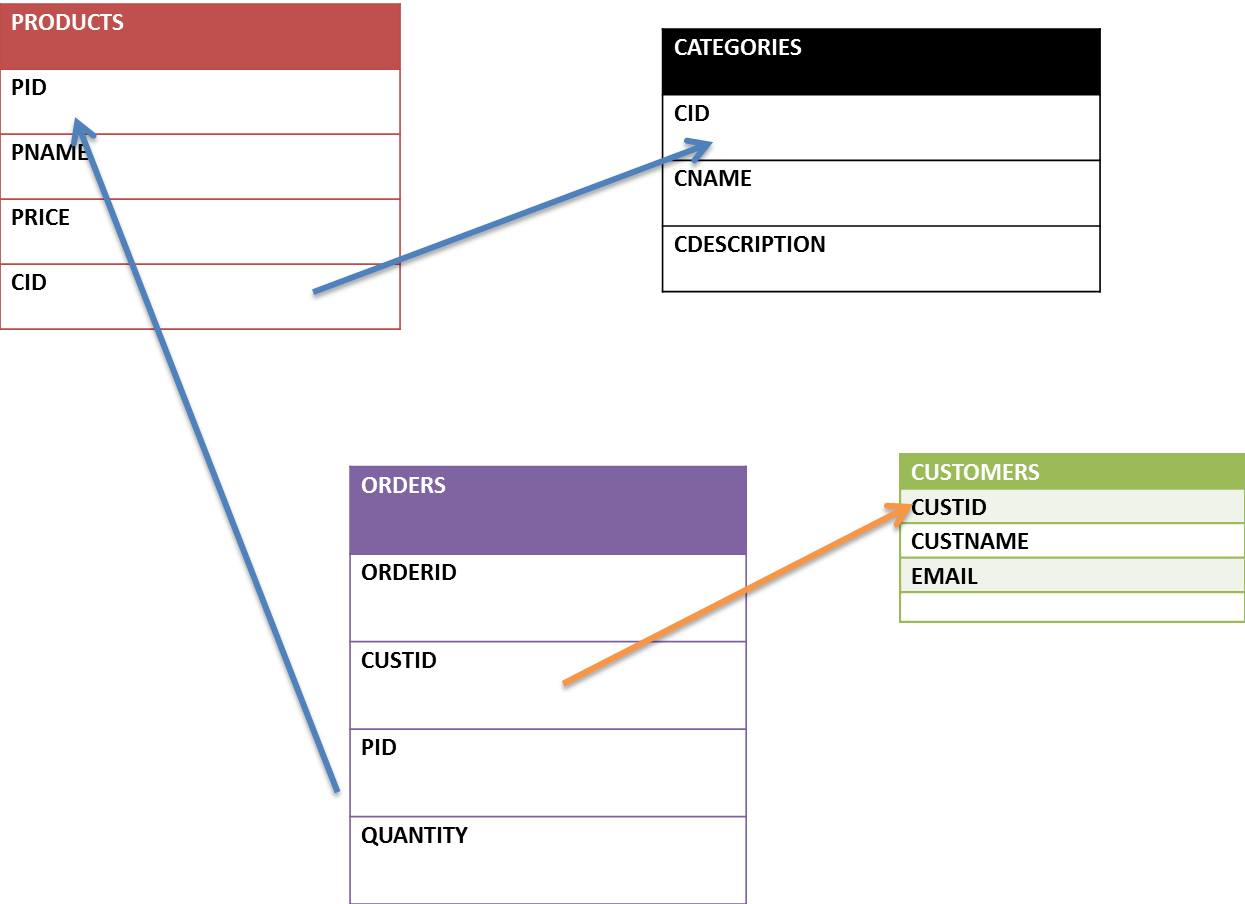 PRODUCTS
PID
PNAME
PRICE
CID
CATEGORIES
CID
CNAME
CDESCRIPTION
ORDERS
ORDERID
CUSTID
PID
QUANTITY
CUSTOMERS
CUSTID
CUSTNAME
EMAIL